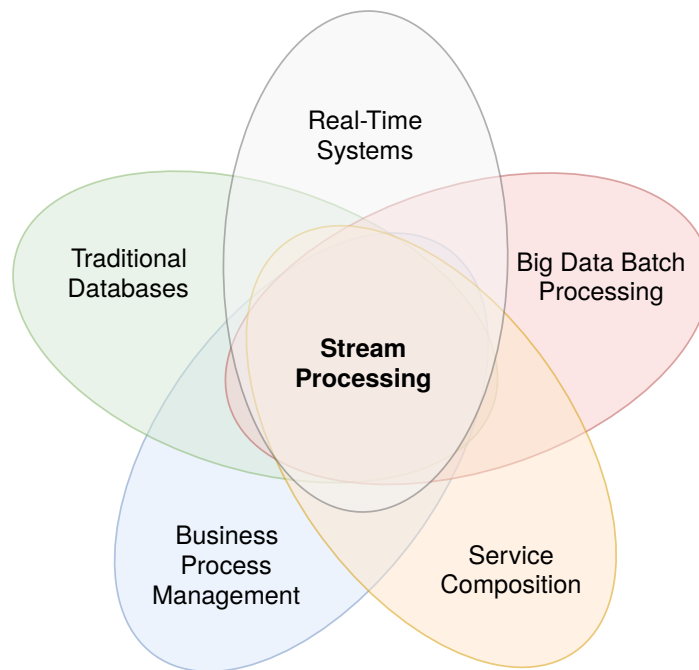 Real-Time
Systems
Traditional
Databases
Big Data Batch
Processing
Stream
Processing
Business
Process
Management
Service
Composition